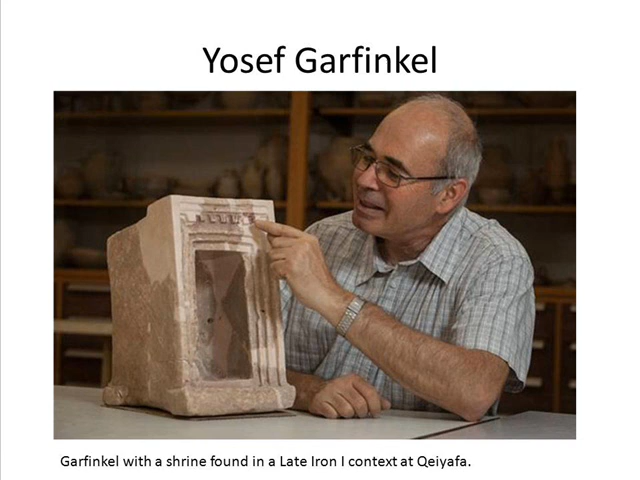 Yosef Garfinkel
Garfinkel with a shrine found in a Late Iron I context at Qeiyafa.